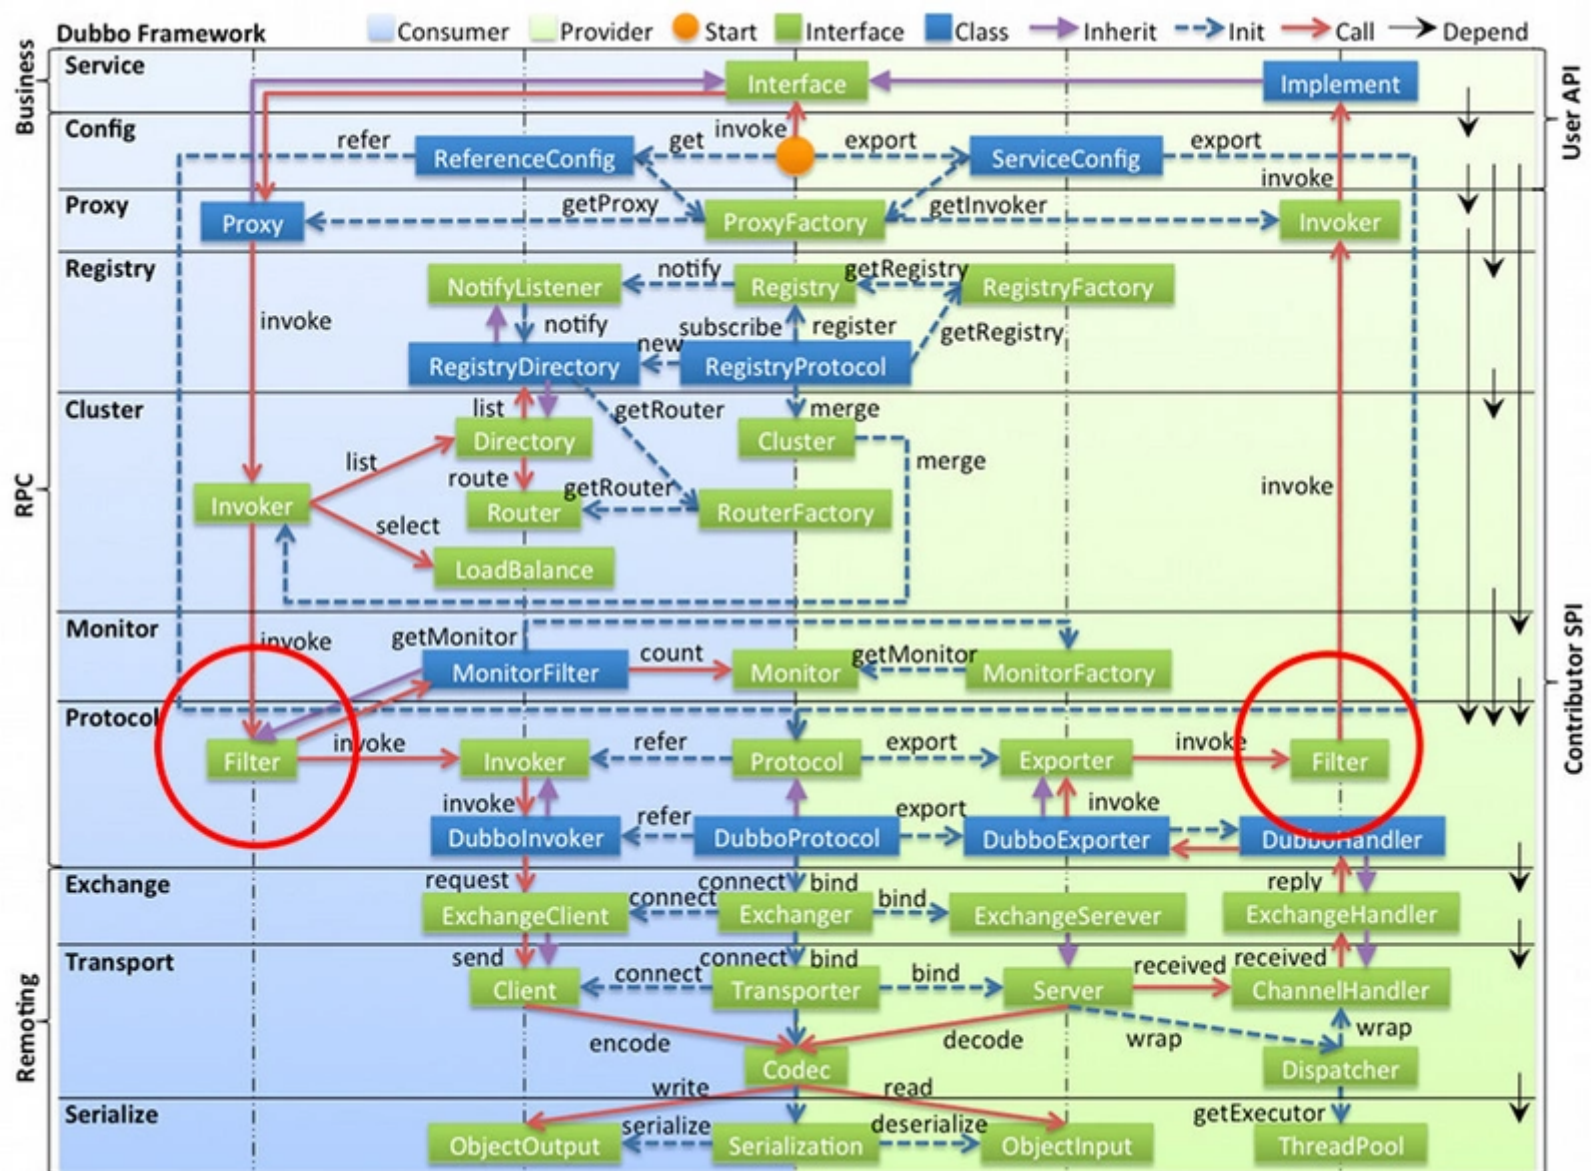 Dubbo Framework
Consumer
Provider
Start
Interface
Class
Inherit
Init
Call
Depend
Business
Service
Interface
Implement
User API
Config
refer
ReferenceConfig
get
invoke
export
ServiceConfig
export
invoke
Proxy
Proxy
getProxy
ProxyFactory
getInvoker
Invoker
RPC
Registry
NotifyListener
notify
Registry
getRegistry
RegistryFactory
invoke
notify
subscribe
register
getRegistry
new
RegistryDirectory
RegistryProtocol
Cluster
list
getRouter
merge
Directory
Cluster
list
merge
route
getRouter
invoke
Invoker
Router
RouterFactory
select
LoadBalance
Contributor SPI
Monitor
invoke
getMonitor
MonitorFilter
count
Monitor
getMonitor
MonitorFactory
Protocol
Filter
invoke
Invoker
refer
Protocol
export
Exporter
invoke
Filter
invoke
refer
export
invoke
DubboInvoker
DubboProtocol
DubboExporter
DubboHandler
Remoting
Exchange
request
connect
bind
reply
connect
bind
ExchangeClient
Exchanger
ExchangeSerever
ExchangeHandler
Transport
send
connect
bind
received
received
connect
bind
Client
Transporter
Server
ChannelHandler
encode
decode
wrap
wrap
Codec
Dispatcher
write
read
Serialize
getExecutor
serialize
deserialize
ObjectOutput
Serialization
ObjectInput
ThreadPool